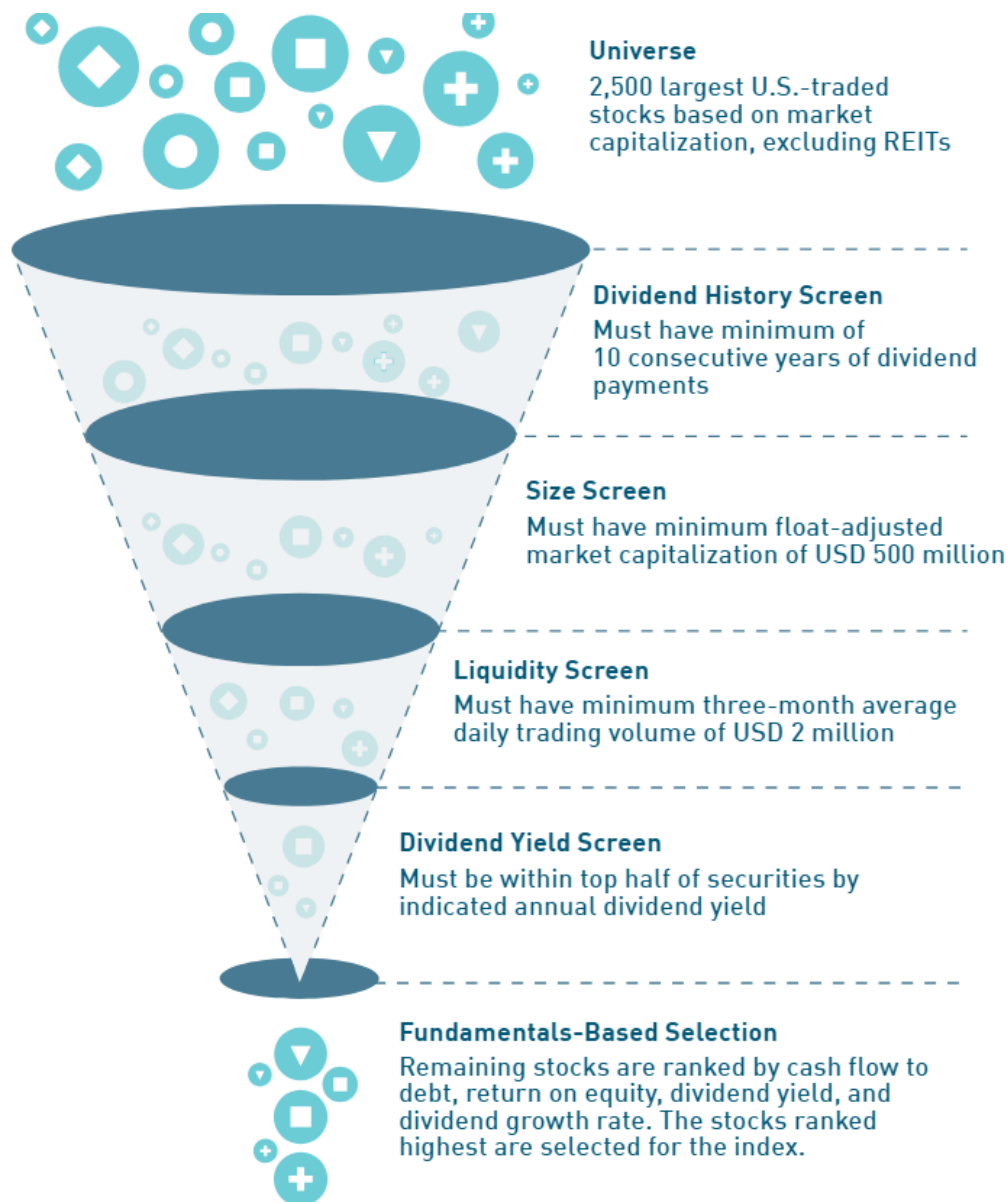 Universe
2,500 largest U.S.-traded
stocks based on market
capitalization, excluding REITs
Dividend History Screen
Must have minimum of
10 consecutive years of dividend
payments
Size Screen
Must have minimum float-adjusted
market capitalization of USD 500 million
Liquidity Screen
Must have minimum three-month average
daily trading volume of USD 2 million
Dividend Yield Screen
Must be within top half of securities by
indicated annual dividend yield
Fundamentals-Based Selection
Remaining stocks are ranked by cash flow to
debt, return on equity, dividend yield, and
dividend growth rate. The stocks ranked
highest are selected for the index.